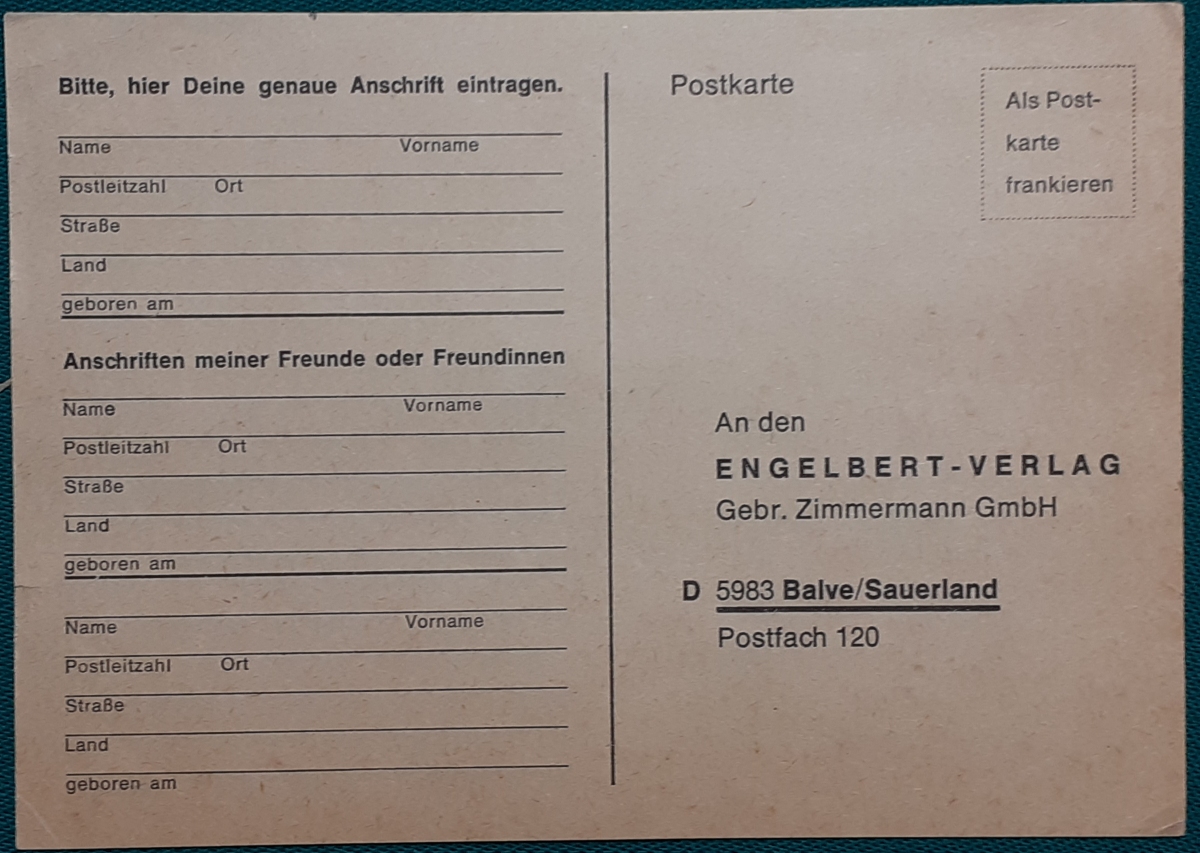 Bitte, hier Deine genaue Anschrift eintragen.
Name Vorname
Postleitzahl Ort
Straße
Land
geboren am
Anschriften meiner Freunde oder Freundinnen
Name Vorname
Postleitzahl Ort
Straße
Land
geboren am
Name Vorname
Postleitzahl Ort
Straße
Land
geboren am
Postkarte
Als Post-
karte
frankieren
An den
ENGELBERT-VERLAG
Gebr. Zimmermann GmbH
D 5983 Balve/Sauerland
Postfach 120